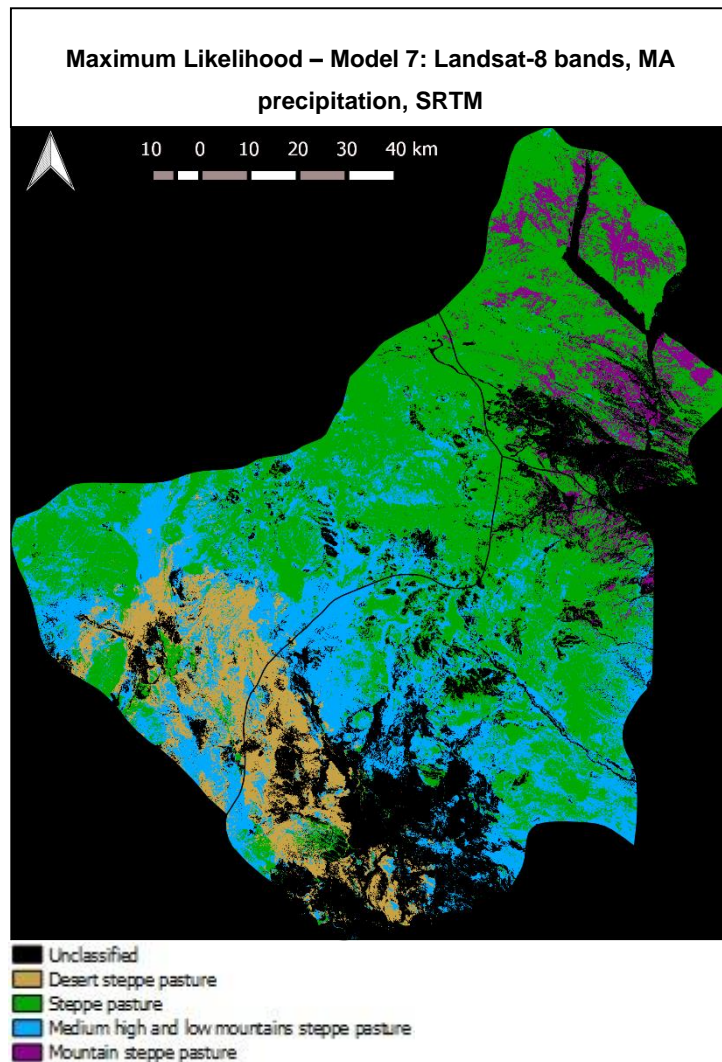 Maximum Likelihood – Model 7: Landsat-8 bands, MA
precipitation, SRTM
10 0 10 20 30 40 km
Unclassified
Desert steppe pasture
Steppe pasture
Medium high and low mountains steppe pasture
Mountain steppe pasture